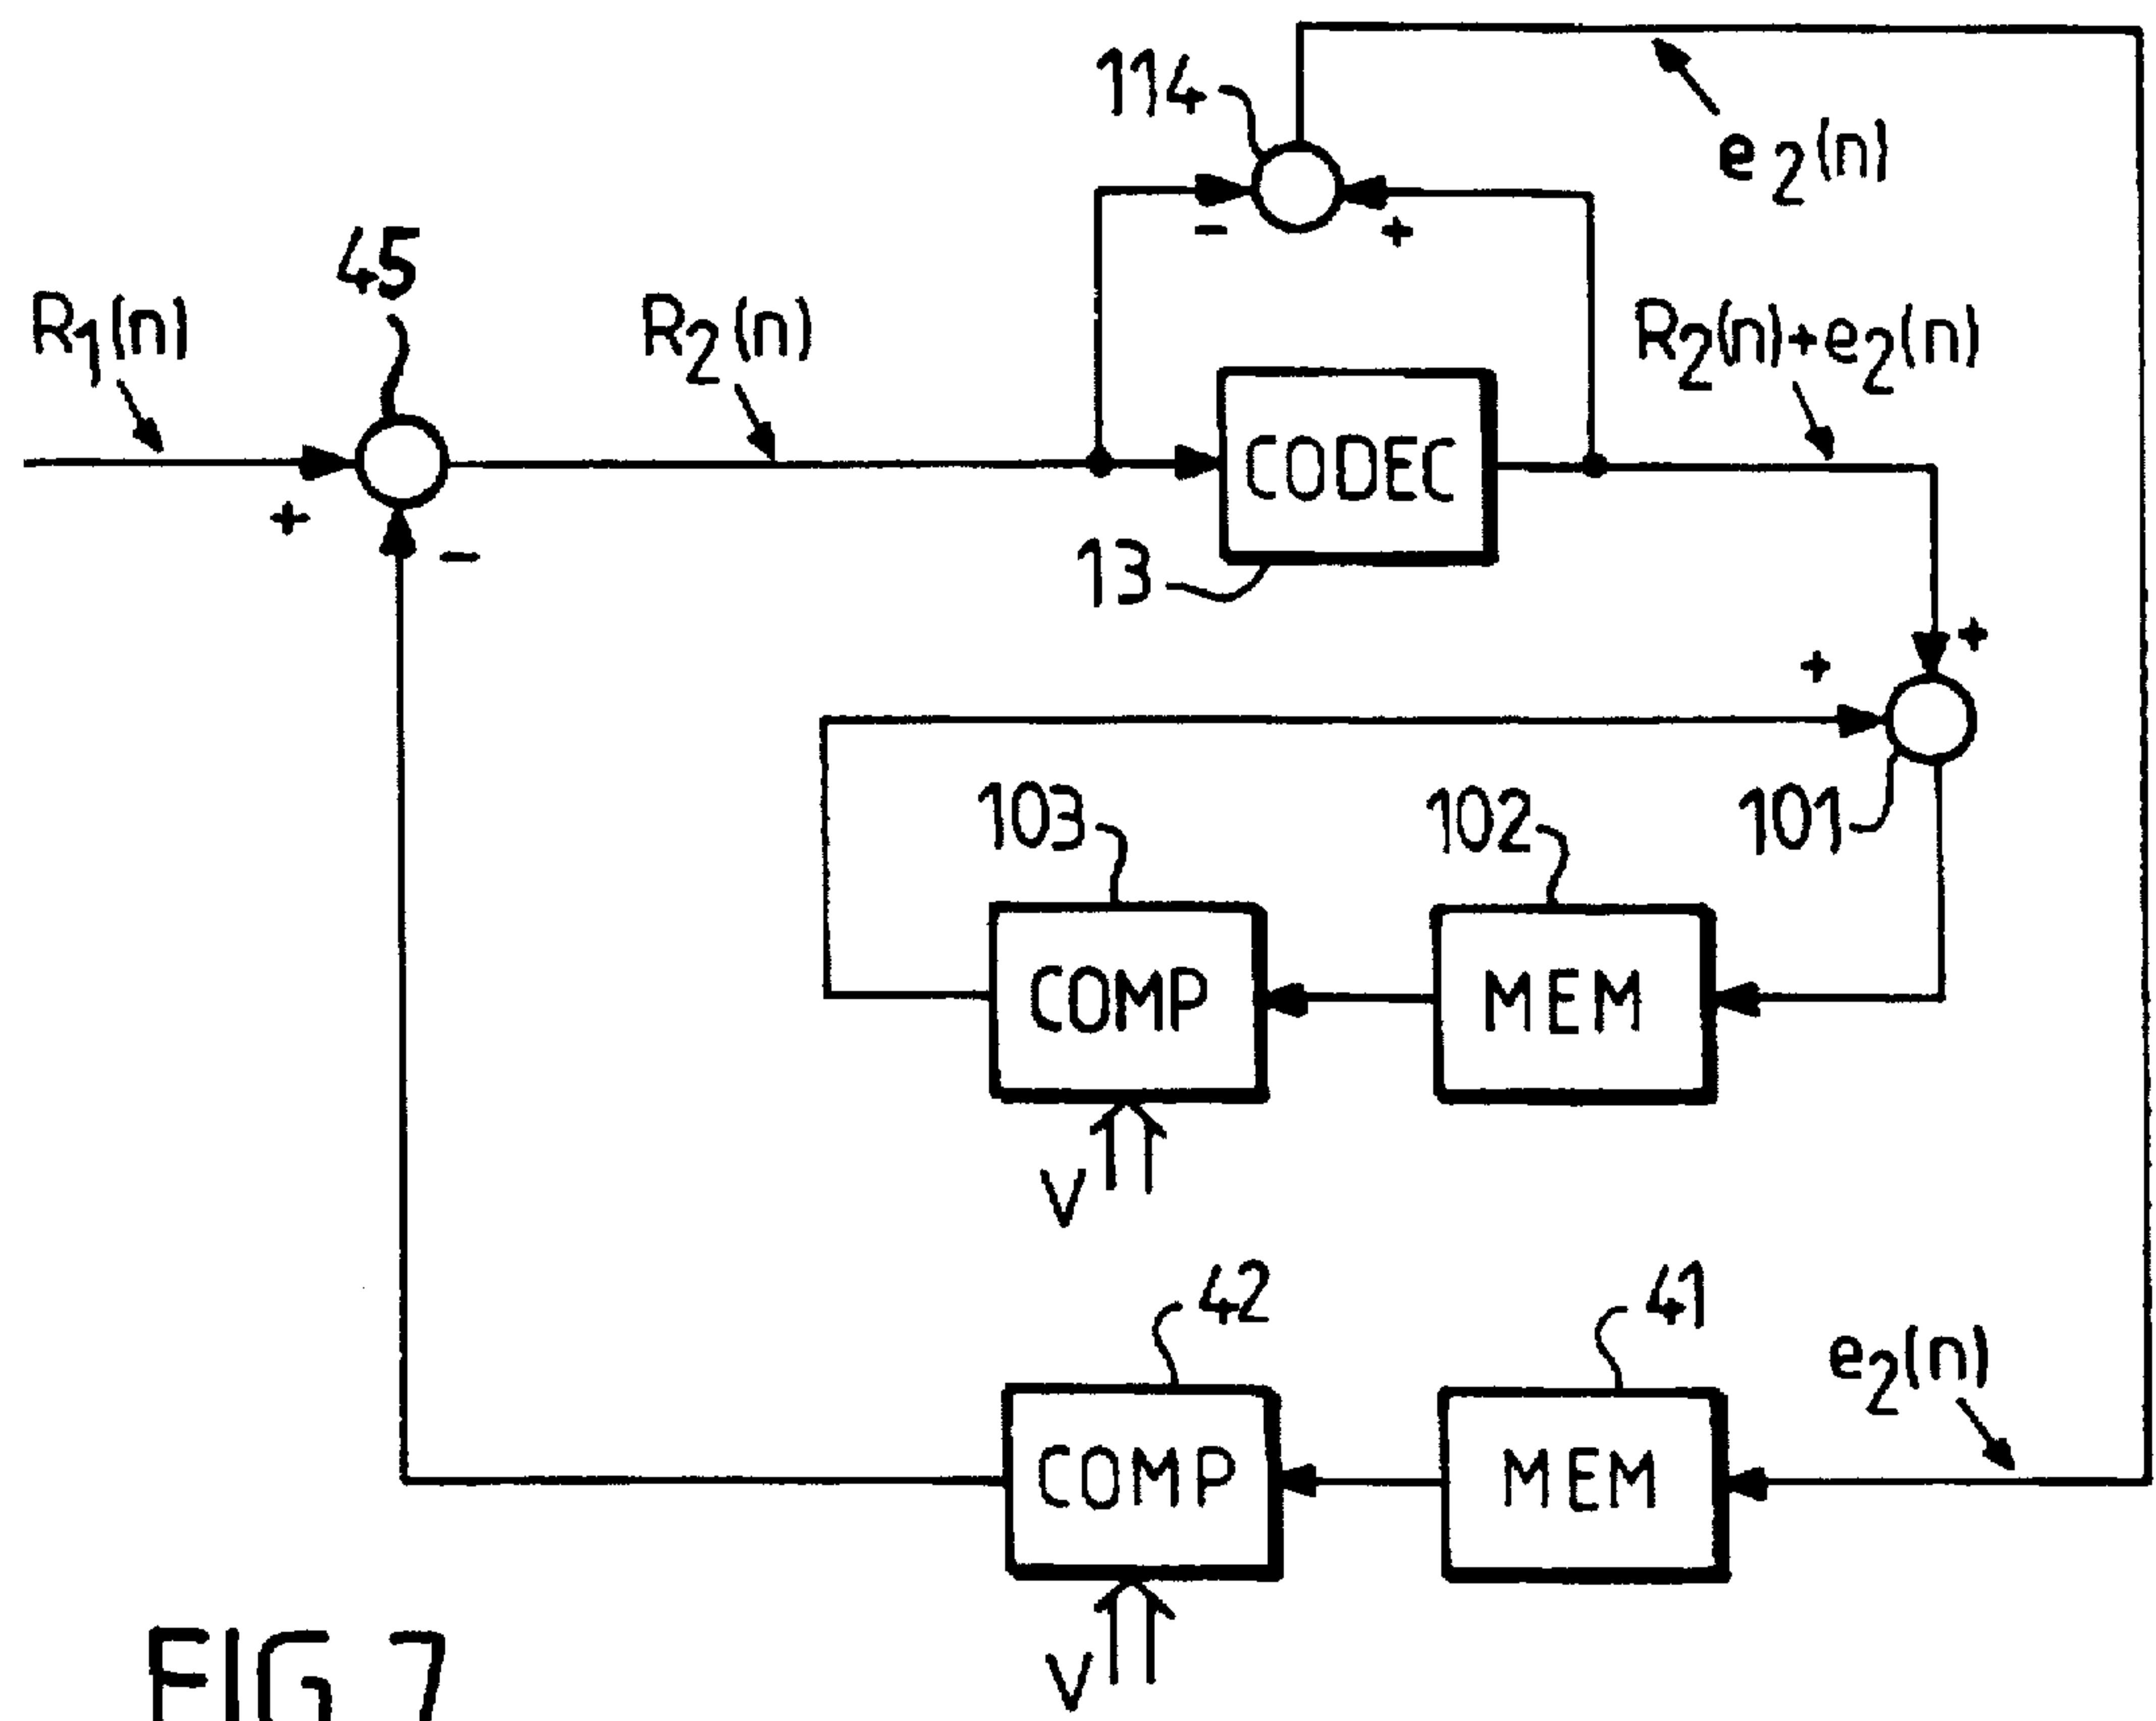 114
e2(n)
45
R1(n)
R2(n)
R2(n)+e2(n)
-
+
CODEC
+
-
13
+
+
103
102
101
COMP
MEM
V
42
41
e2(n)
COMP
MEM
V
FIG 7